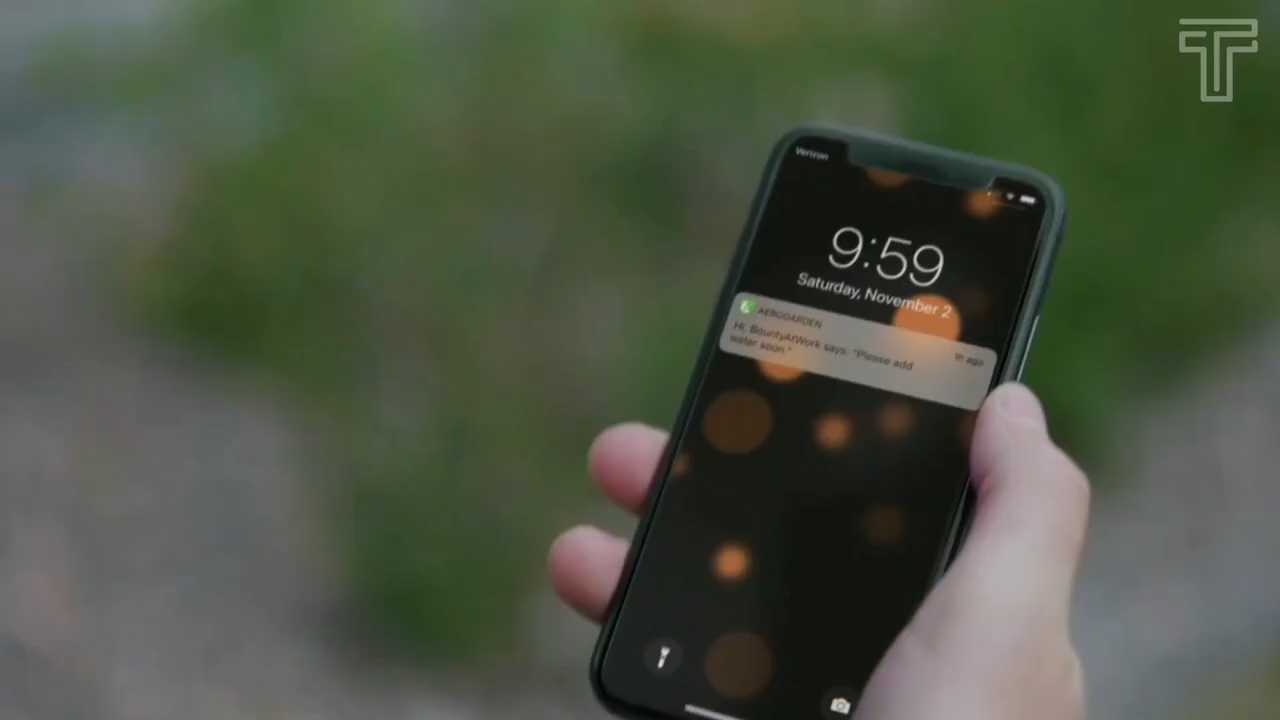 T
Verizon
9:59
Saturday, November 2
AEROGARDEN
1h ago
Hi, BountyAtWork says: "Please add
water soon."